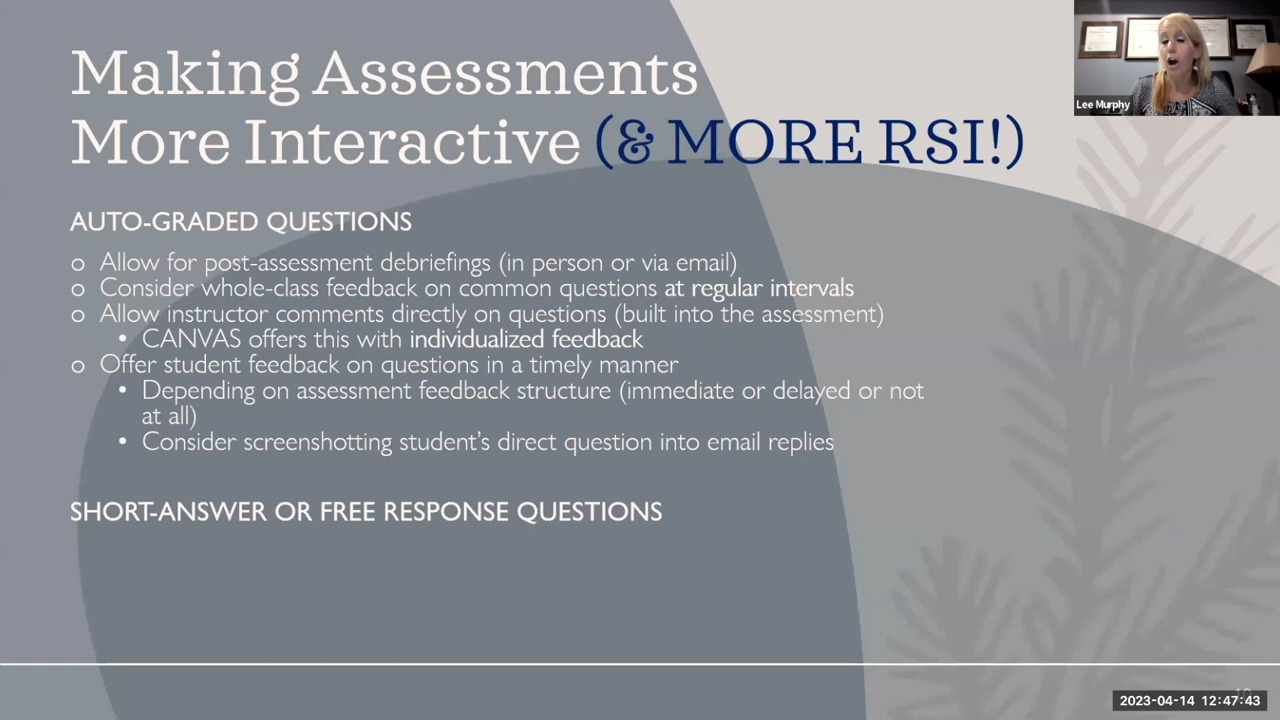 Making Assessments
More Interactive (& MORE RSI!)
Lee Murphy
AUTO-GRADED QUESTIONS
o Allow for post-assessment debriefings (in person or via email)
o Consider whole-class feedback on common questions at regular intervals
o Allow instructor comments directly on questions (built into the assessment)
• CANVAS offers this with individualized feedback
o Offer student feedback on questions in a timely manner
• Depending on assessment feedback structure (immediate or delayed or not
at all)
• Consider screenshotting student's direct question into email replies
SHORT-ANSWER OR FREE RESPONSE QUESTIONS
2023-04-14 12:47:43